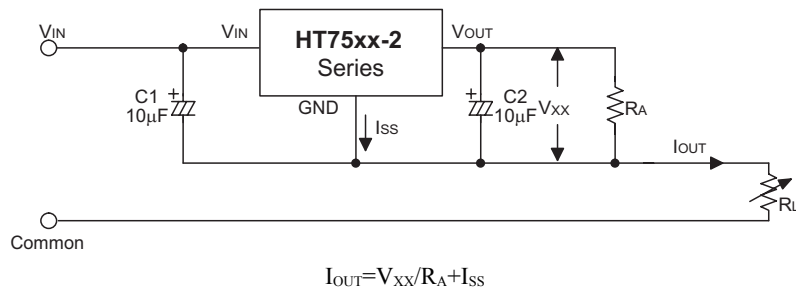 VIN
VIN
HT75xx-2
Series
VOUT
GND
C1
10μF
ISS
C2
10μF
VXX
RA
IOUT
RL
Common
IOUT=VXX/RA+ISS